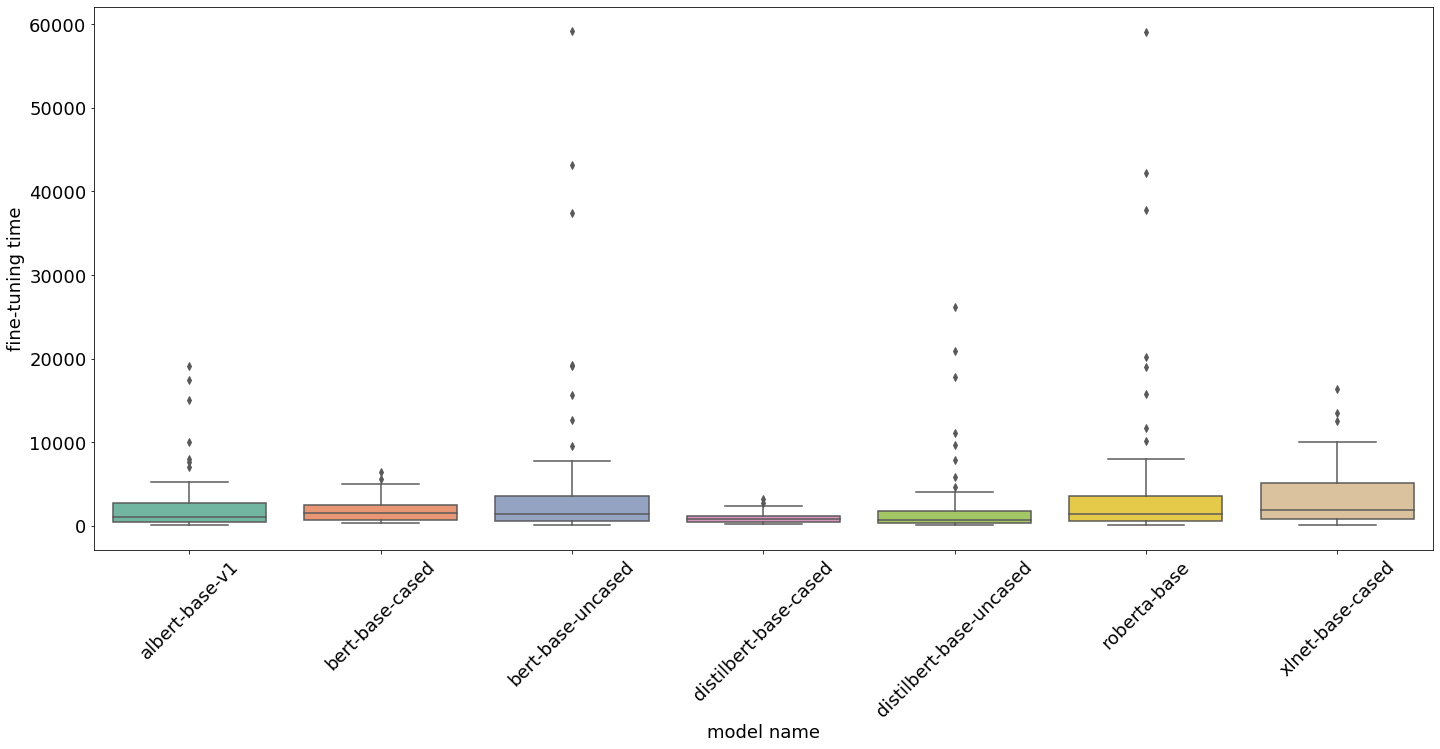 60000
50000
40000
30000
20000
10000
0
fine-tuning time
albert-base-v1
bert-base-cased
bert-base-uncased
distilbert-base-cased
distilbert-base-uncased
roberta-base
xlnet-base-cased
model name